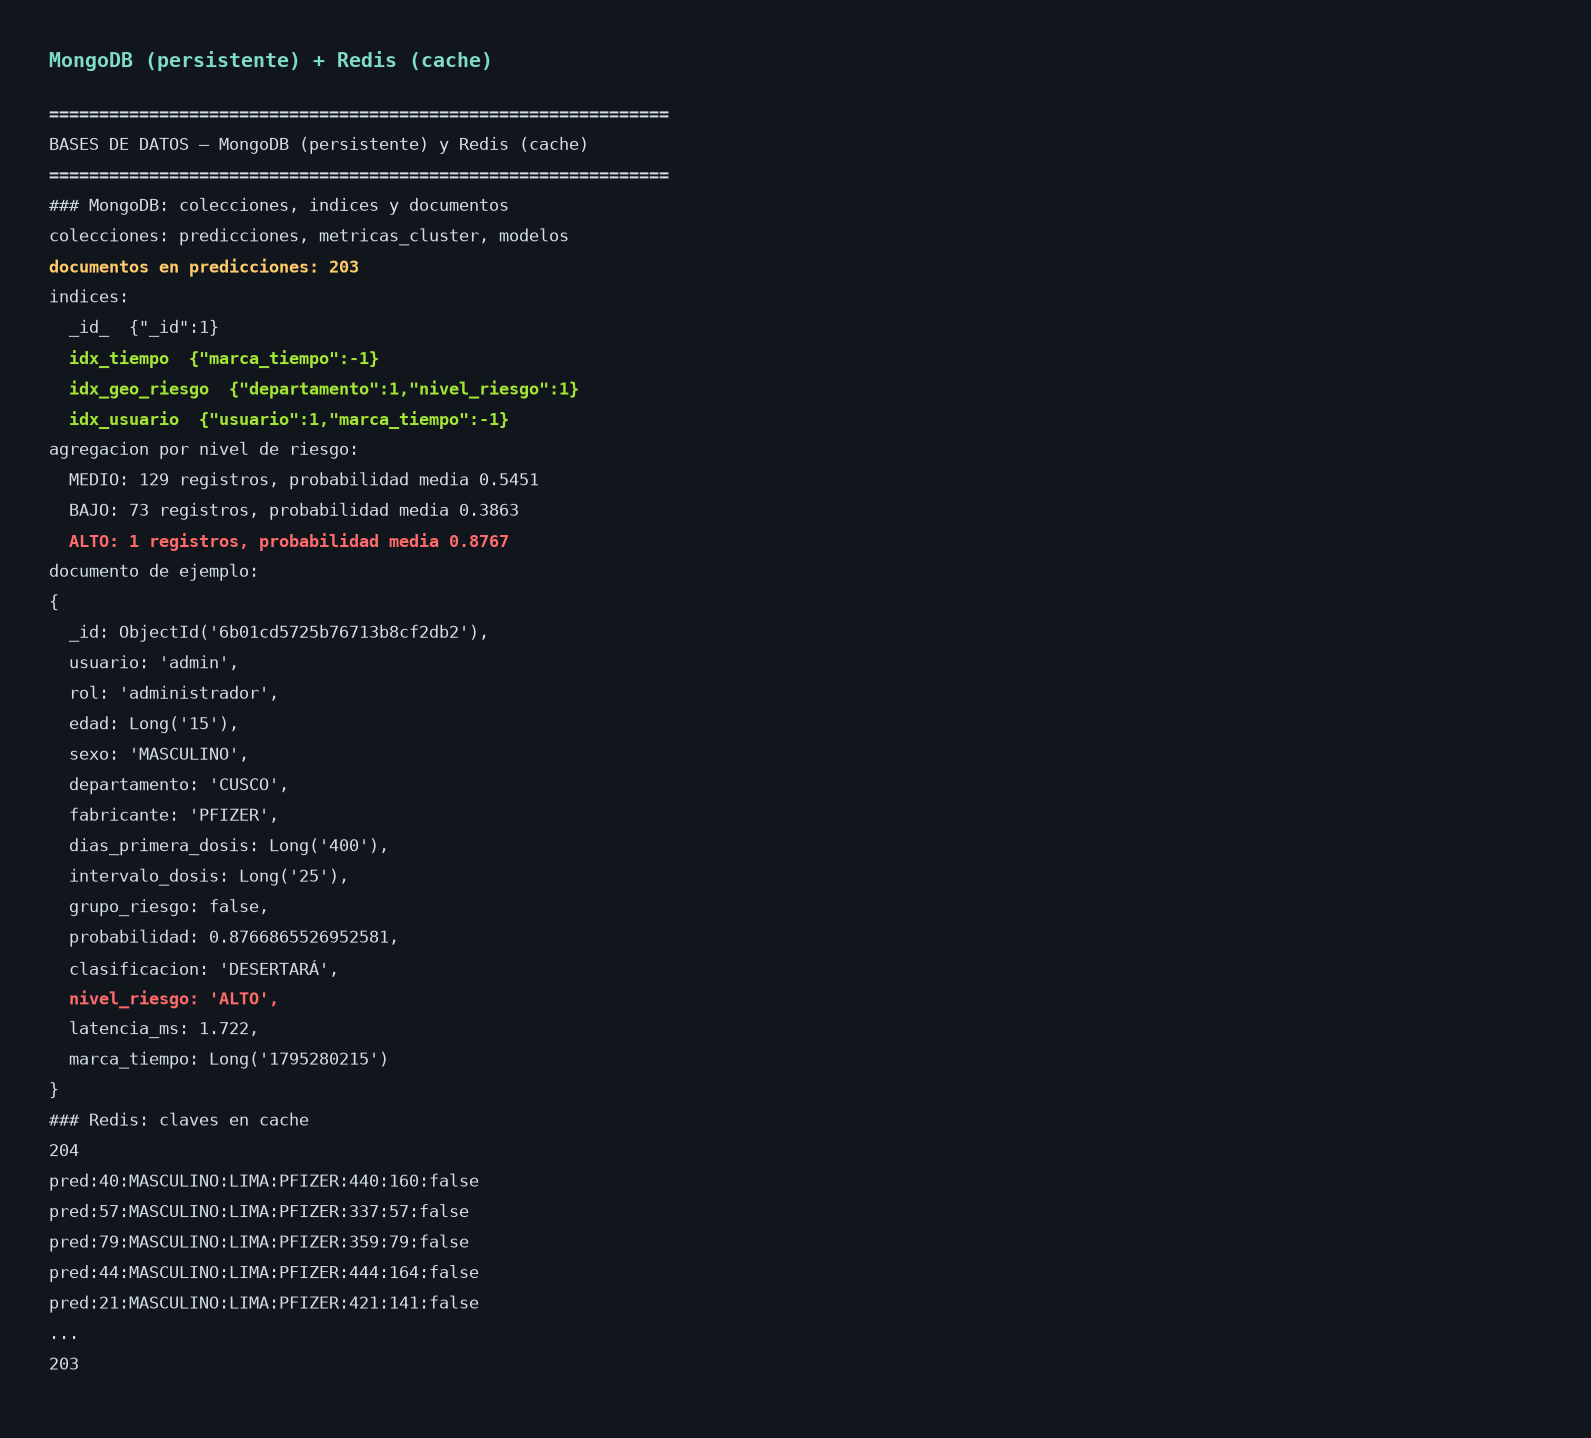 MongoDB (persistente) + Redis (cache)
==============================================================
BASES DE DATOS — MongoDB (persistente) y Redis (cache)
==============================================================
### MongoDB: colecciones, indices y documentos
colecciones: predicciones, metricas_cluster, modelos
documentos en predicciones: 203
indices:
  _id_  {"_id":1}
  idx_tiempo  {"marca_tiempo":-1}
  idx_geo_riesgo  {"departamento":1,"nivel_riesgo":1}
  idx_usuario  {"usuario":1,"marca_tiempo":-1}
agregacion por nivel de riesgo:
  MEDIO: 129 registros, probabilidad media 0.5451
  BAJO: 73 registros, probabilidad media 0.3863
  ALTO: 1 registros, probabilidad media 0.8767
documento de ejemplo:
{
  _id: ObjectId('6b01cd5725b76713b8cf2db2'),
  usuario: 'admin',
  rol: 'administrador',
  edad: Long('15'),
  sexo: 'MASCULINO',
  departamento: 'CUSCO',
  fabricante: 'PFIZER',
  dias_primera_dosis: Long('400'),
  intervalo_dosis: Long('25'),
  grupo_riesgo: false,
  probabilidad: 0.8766865526952581,
  clasificacion: 'DESERTARÁ',
  nivel_riesgo: 'ALTO',
  latencia_ms: 1.722,
  marca_tiempo: Long('1795280215')
}
### Redis: claves en cache
204
pred:40:MASCULINO:LIMA:PFIZER:440:160:false
pred:57:MASCULINO:LIMA:PFIZER:337:57:false
pred:79:MASCULINO:LIMA:PFIZER:359:79:false
pred:44:MASCULINO:LIMA:PFIZER:444:164:false
pred:21:MASCULINO:LIMA:PFIZER:421:141:false
...
203